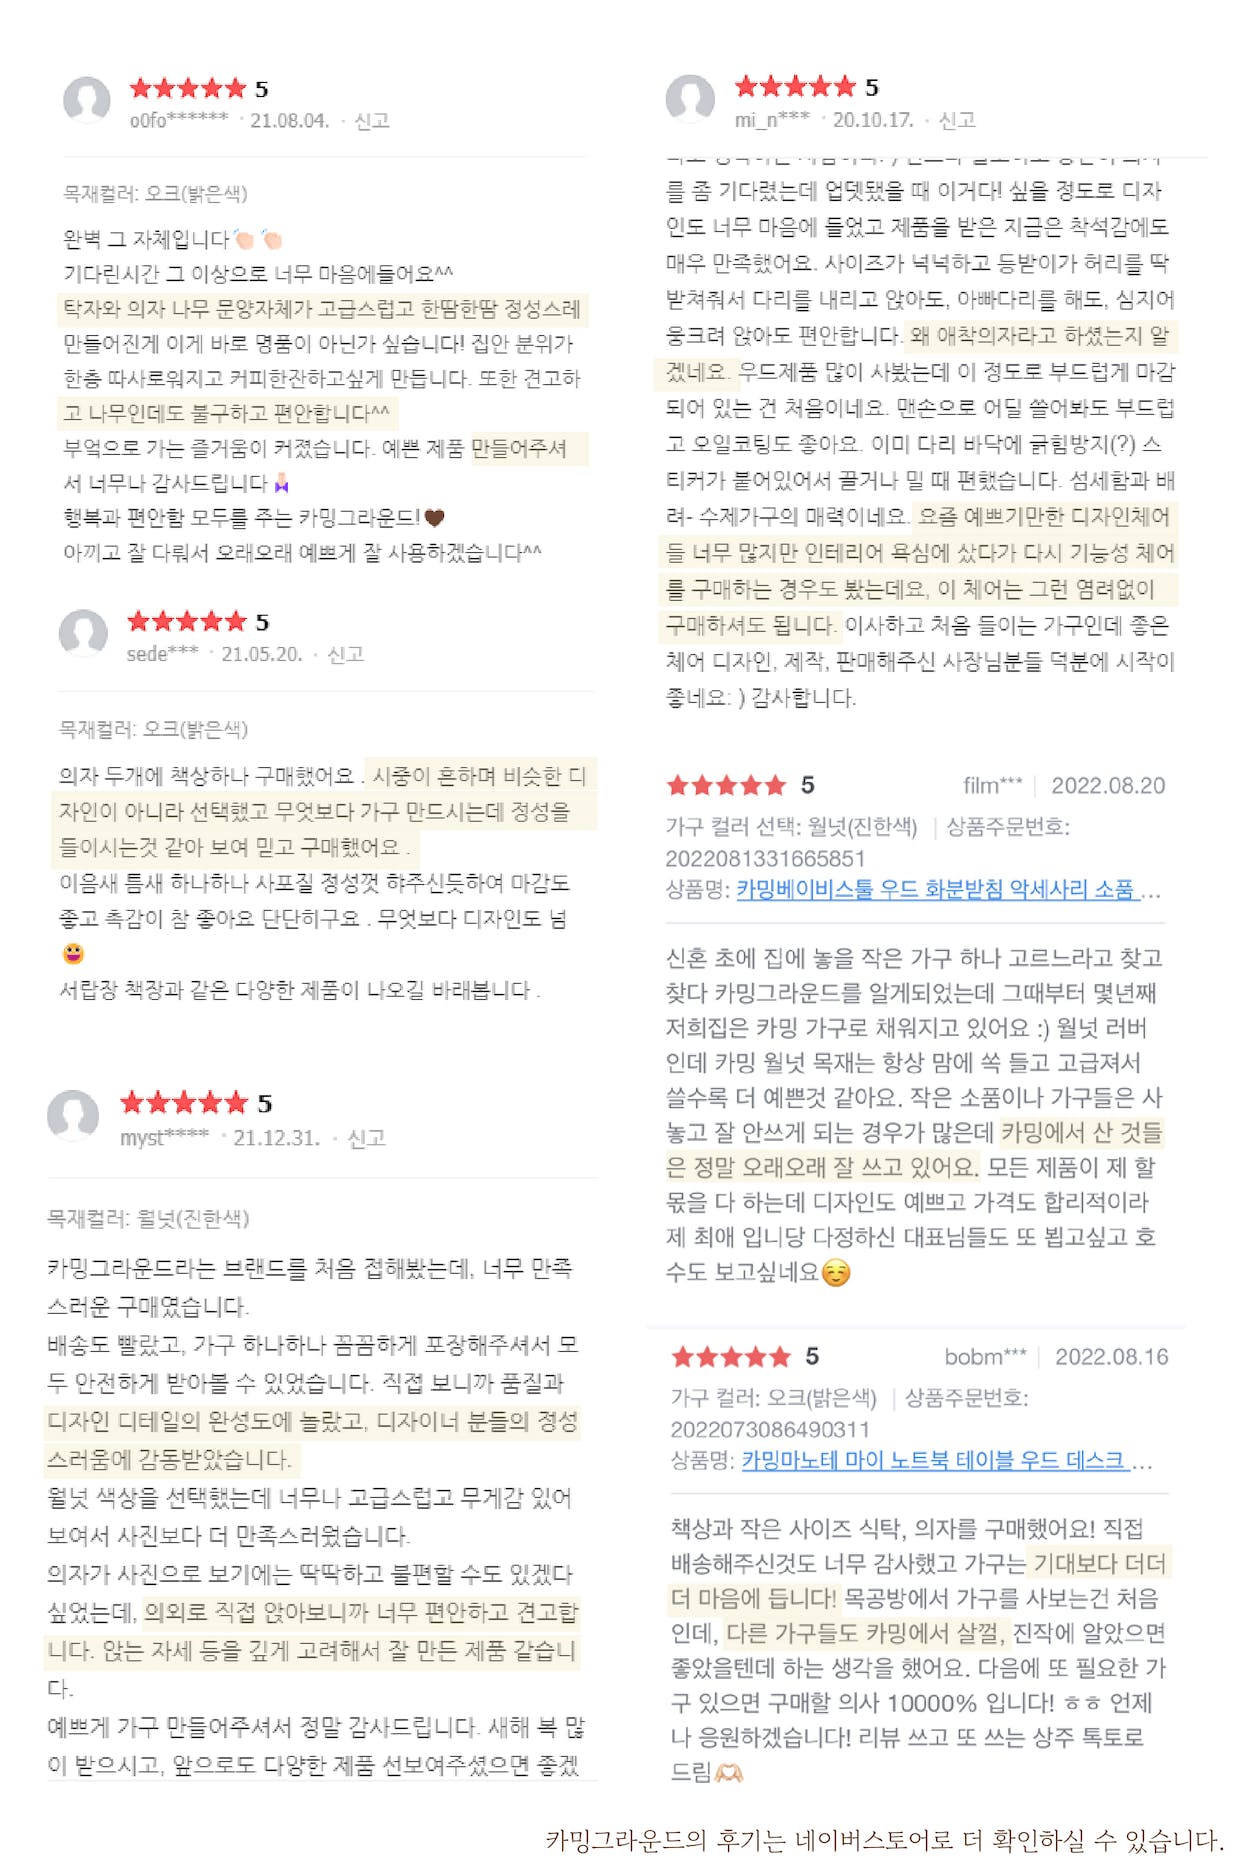 5
o0fo****** · 21.08.04. · 신고
목재컬러: 오크(밝은색)
완벽 그 자체입니다👏🏻👏🏻
기다린시간 그 이상으로 너무 마음에들어요^^
탁자와 의자 나무 문양자체가 고급스럽고 한땀한땀 정성스레
만들어진게 이게 바로 명품이 아닌가 싶습니다! 집안 분위가
한층 따사로워지고 커피한잔하고싶게 만듭니다. 또한 견고하
고 나무인데도 불구하고 편안합니다^^
부엌으로 가는 즐거움이 커졌습니다. 예쁜 제품 만들어주셔
서 너무나 감사드립니다
행복과 편안함 모두를 주는 카밍그라운드!🖤
아끼고 잘 다뤄서 오래오래 예쁘게 잘 사용하겠습니다^^
5
sede*** · 21.05.20. · 신고
목재컬러: 오크(밝은색)
의자 두개에 책상하나 구매했어요 . 시중이 흔하며 비슷한 디
자인이 아니라 선택했고 무엇보다 가구 만드시는데 정성을
들이시는것 같아 보여 믿고 구매했어요 .
이음새 틈새 하나하나 사포질 정성껏 햐주신듯하여 마감도
좋고 촉감이 참 좋아요 단단히구요 . 무엇보다 디자인도 넘
😀
서랍장 책장과 같은 다양한 제품이 나오길 바래봅니다 .
5
myst**** · 21.12.31. · 신고
목재컬러: 월넛(진한색)
카밍그라운드라는 브랜드를 처음 접해봤는데, 너무 만족
스러운 구매였습니다.
배송도 빨랐고, 가구 하나하나 꼼꼼하게 포장해주셔서 모
두 안전하게 받아볼 수 있었습니다. 직접 보니까 품질과
디자인 디테일의 완성도에 놀랐고, 디자이너 분들의 정성
스러움에 감동받았습니다.
월넛 색상을 선택했는데 너무나 고급스럽고 무게감 있어
보여서 사진보다 더 만족스러웠습니다.
의자가 사진으로 보기에는 딱딱하고 불편할 수도 있겠다
싶었는데, 의외로 직접 앉아보니까 너무 편안하고 견고합
니다. 앉는 자세 등을 깊게 고려해서 잘 만든 제품 같습니
다.
예쁘게 가구 만들어주셔서 정말 감사드립니다. 새해 복 많
이 받으시고, 앞으로도 다양한 제품 선보여주셨으면 좋겠
5
mi_n*** · 20.10.17. · 신고
를 좀 기다렸는데 업뎃됐을 때 이거다! 싶을 정도로 디자
인도 너무 마음에 들었고 제품을 받은 지금은 착석감에도
매우 만족했어요. 사이즈가 넉넉하고 등받이가 허리를 딱
받쳐줘서 다리를 내리고 앉아도, 아빠다리를 해도, 심지어
웅크려 앉아도 편안합니다. 왜 애착의자라고 하셨는지 알
겠네요. 우드제품 많이 사봤는데 이 정도로 부드럽게 마감
되어 있는 건 처음이네요. 맨손으로 어딜 쓸어봐도 부드럽
고 오일코팅도 좋아요. 이미 다리 바닥에 긁힘방지(?) 스
티커가 붙어있어서 끌거나 밀 때 편했습니다. 섬세함과 배
려- 수제가구의 매력이네요. 요즘 예쁘기만한 디자인체어
들 너무 많지만 인테리어 욕심에 샀다가 다시 기능성 체어
를 구매하는 경우도 봤는데요, 이 체어는 그런 염려없이
구매하셔도 됩니다. 이사하고 처음 들이는 가구인데 좋은
체어 디자인, 제작, 판매해주신 사장님분들 덕분에 시작이
좋네요: ) 감사합니다.
5 film*** | 2022.08.20
가구 컬러 선택: 월넛(진한색) | 상품주문번호:
2022081331665851
상품명: 카밍베이비스툴 우드 화분받침 악세사리 소품 ...
신혼 초에 집에 놓을 작은 가구 하나 고르느라고 찾고
찾다 카밍그라운드를 알게되었는데 그때부터 몇년째
저희집은 카밍 가구로 채워지고 있어요 :) 월넛 러버
인데 카밍 월넛 목재는 항상 맘에 쏙 들고 고급져서
쓸수록 더 예쁜것 같아요. 작은 소품이나 가구들은 사
놓고 잘 안쓰게 되는 경우가 많은데 카밍에서 산 것들
은 정말 오래오래 잘 쓰고 있어요. 모든 제품이 제 할
몫을 다 하는데 디자인도 예쁘고 가격도 합리적이라
제 최애 입니당 다정하신 대표님들도 또 뵙고싶고 호
수도 보고싶네요☺️
5 bobm*** | 2022.08.16
가구 컬러: 오크(밝은색) | 상품주문번호:
2022073086490311
상품명: 카밍마노테 마이 노트북 테이블 우드 데스크 ...
책상과 작은 사이즈 식탁, 의자를 구매했어요! 직접
배송해주신것도 너무 감사했고 가구는 기대보다 더더
더 마음에 듭니다! 목공방에서 가구를 사보는건 처음
인데, 다른 가구들도 카밍에서 살껄, 진작에 알았으면
좋았을텐데 하는 생각을 했어요. 다음에 또 필요한 가
구 있으면 구매할 의사 10000% 입니다! ㅎㅎ 언제
나 응원하겠습니다! 리뷰 쓰고 또 쓰는 상주 톡토로
드림🫶🏻
카밍그라운드의 후기는 네이버스토어로 더 확인하실 수 있습니다.